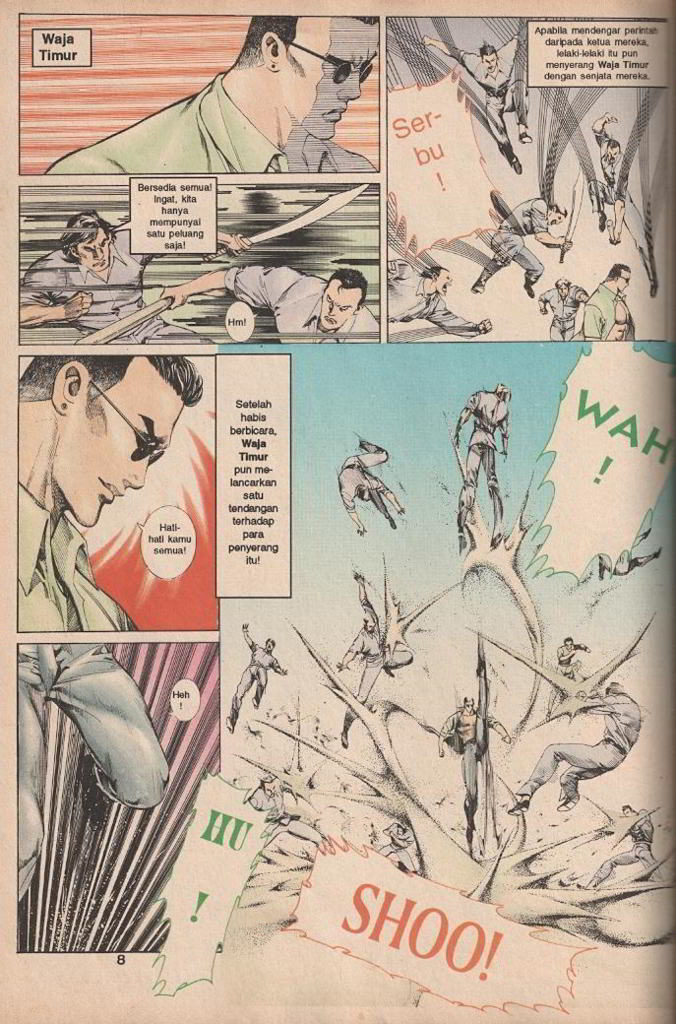 Waja
Timur
Apabila mendengar perintah
daripada ketua mereka,
lelaki-lelaki itu pun
menyerang Waja Timur
dengan senjata mereka.
Ser-
bu
!
Bersedia semua!
Ingat, kita
hanya
mempunyai
satu peluang
saja!
Hm!
Hati-
hati kamu
semua!
Setelah
habis
berbicara,
Waja
Timur
pun me-
lancarkan
satu
tendangan
terhadap
para
penyerang
itu!
WAH
!
Heh
!
HU
!
SHOO!
8